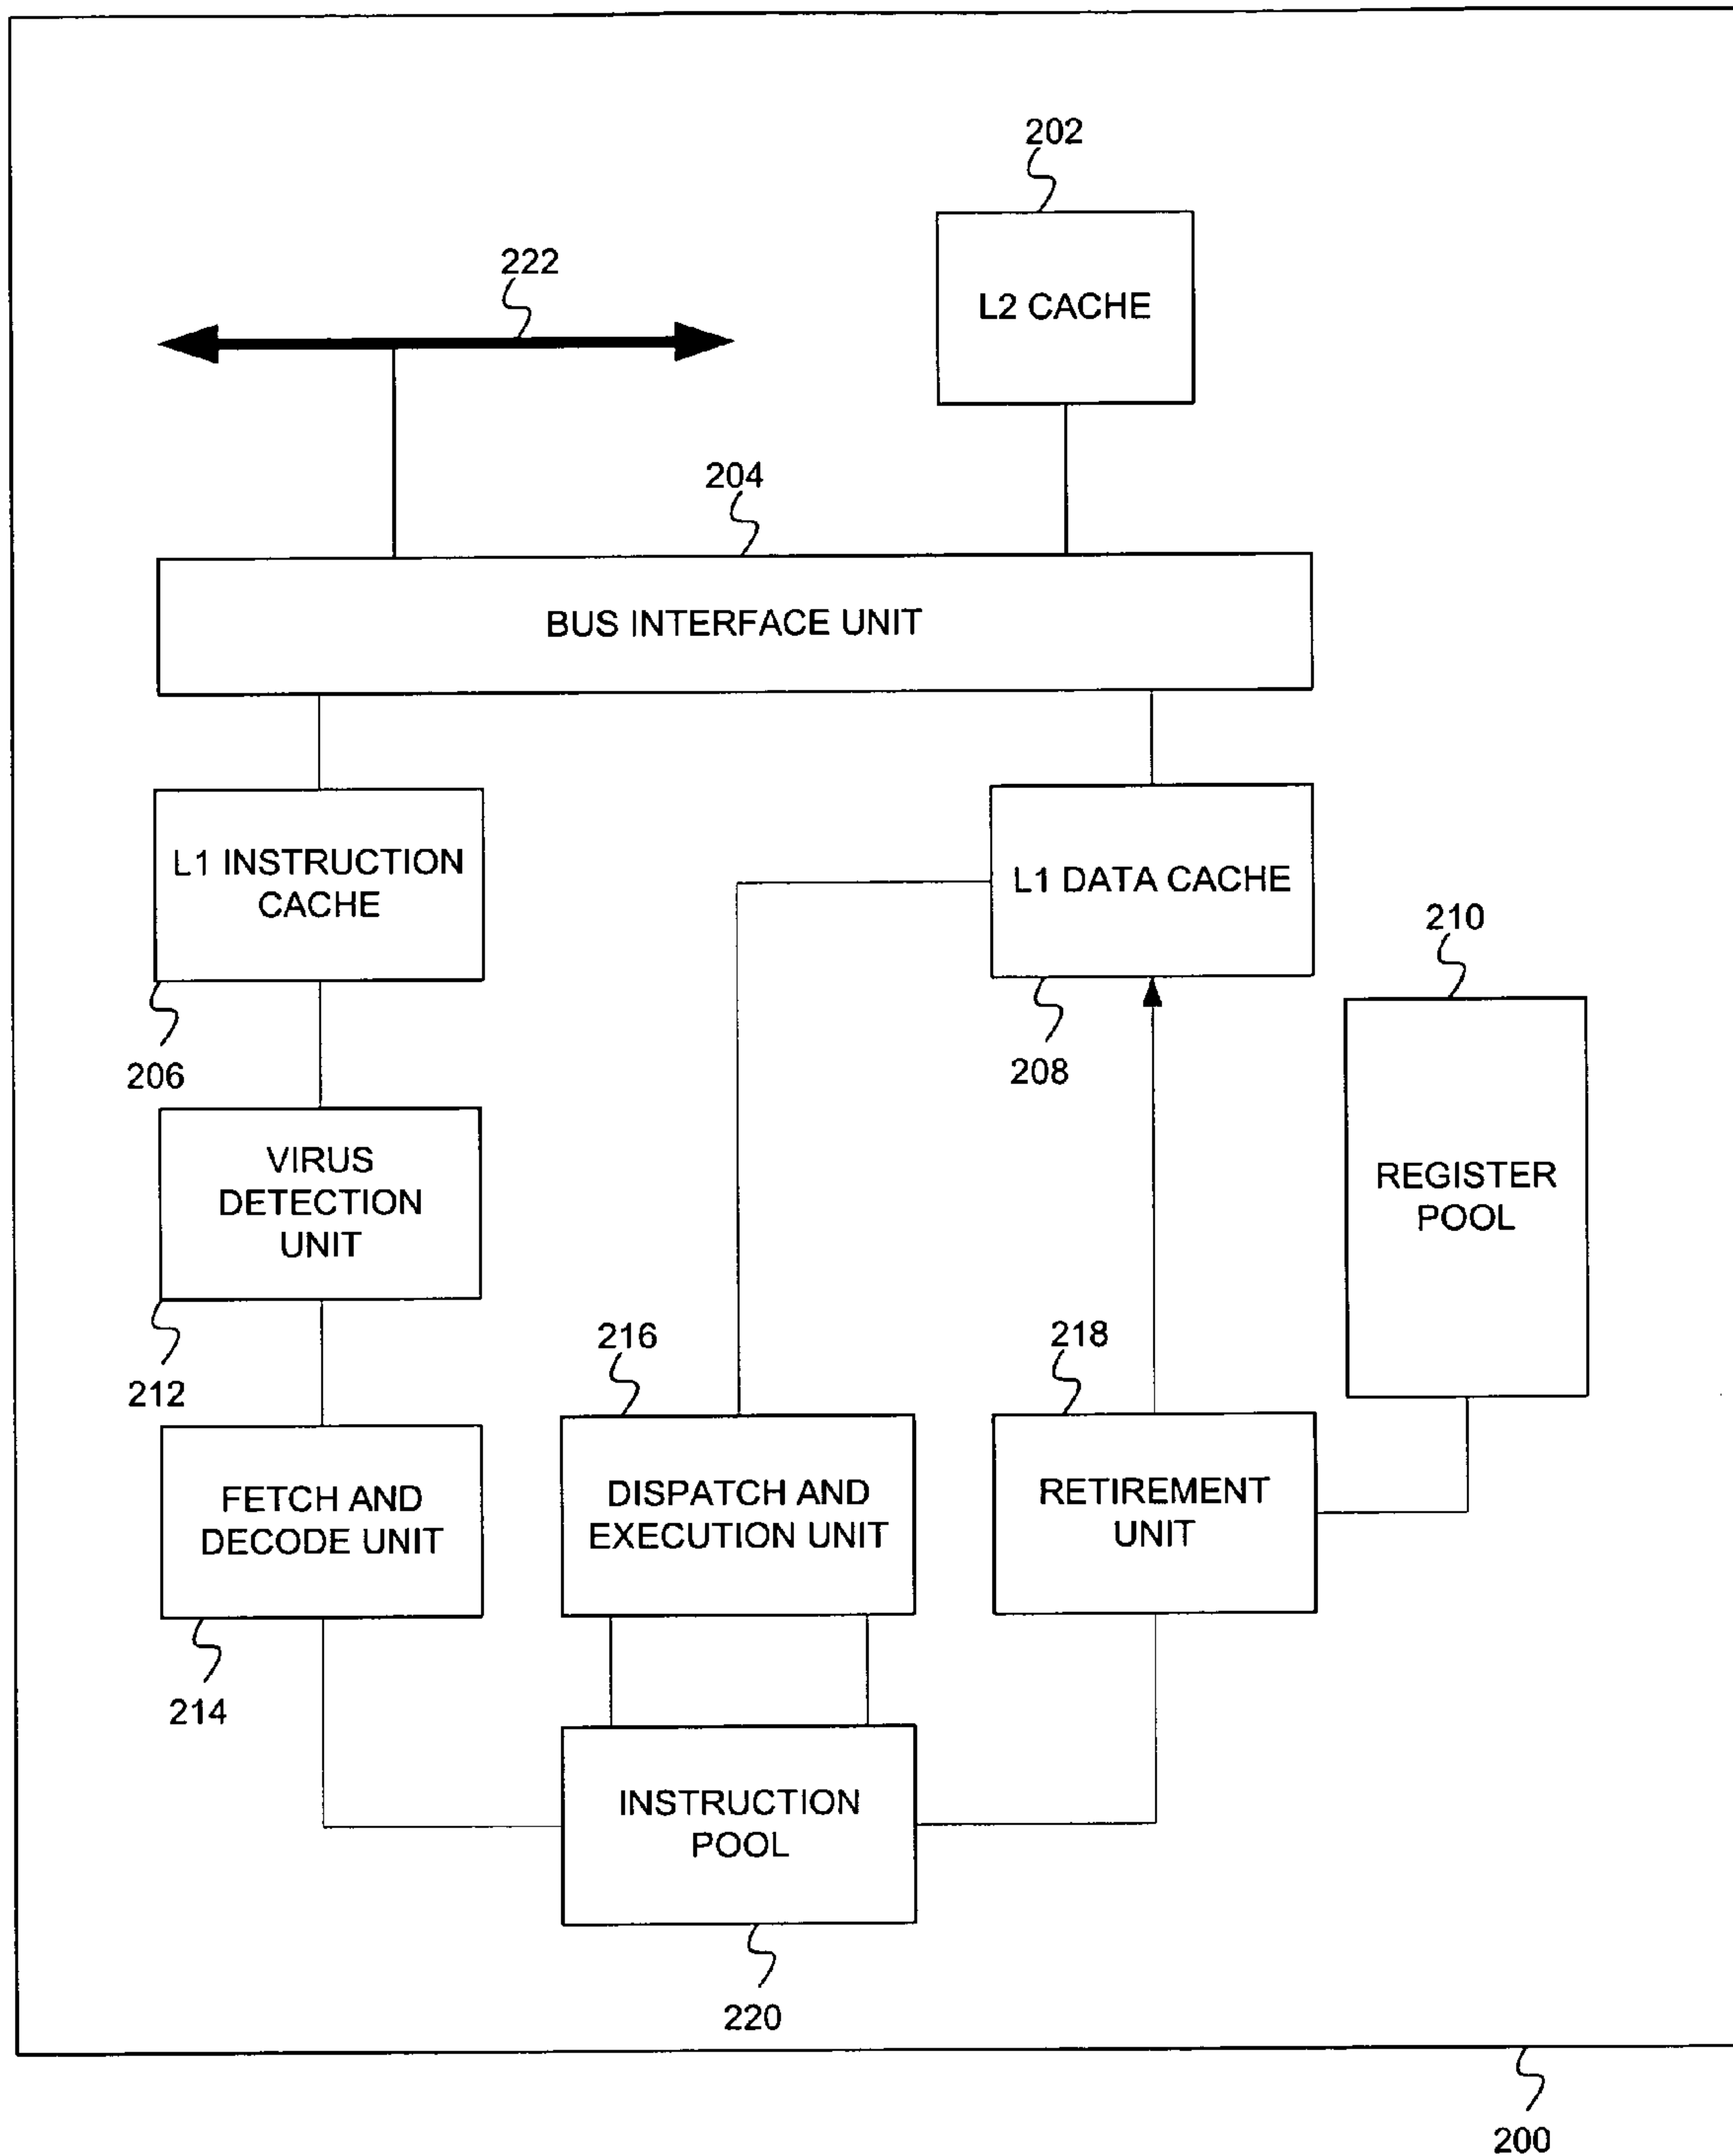 202
222
L2 CACHE
204
BUS INTERFACE UNIT
L1 INSTRUCTION
CACHE
L1 DATA CACHE
210
206
208
VIRUS
DETECTION
UNIT
REGISTER
POOL
212
216
218
FETCH AND
DECODE UNIT
DISPATCH AND
EXECUTION UNIT
RETIREMENT
UNIT
214
INSTRUCTION
POOL
220
200